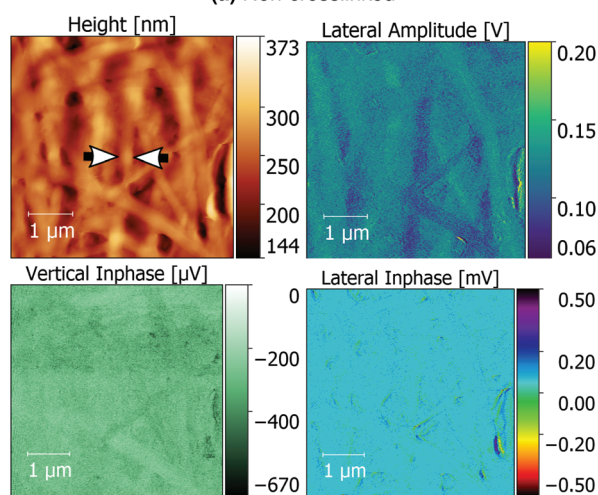 (a) Non-crosslinked
Height [nm]
373
300
250
200
144
1 µm
Lateral Amplitude [V]
0.20
0.15
0.10
0.06
1 µm
Vertical Inphase [µV]
0
−200
−400
−670
1 µm
Lateral Inphase [mV]
0.50
0.20
0.00
−0.20
−0.50
1 µm